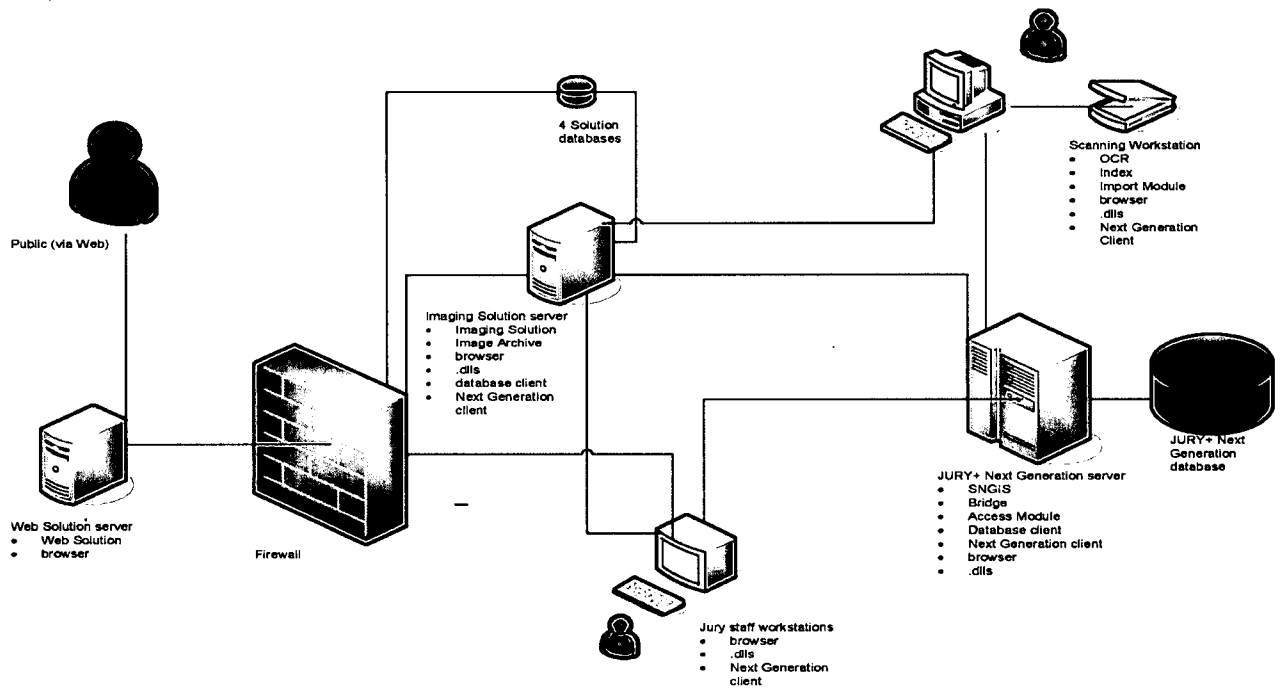 4 Solution
databases
Public (via Web)
Scanning Workstation
• OCR
• Index
• Import Module
• browser
• .dlls
• Next Generation
Client
Imaging Solution server
• Imaging Solution
• Image Archive
• browser
• .dlls
• database client
• Next Generation
client
JURY+ Next
Generation
database
JURY+ Next Generation server
• SNGIS
• Bridge
• Access Module
• Database client
• Next Generation client
• browser
• .dlls
Web Solution server
• Web Solution
• browser
Firewall
Jury staff workstations
• browser
• .dlls
• Next Generation
client